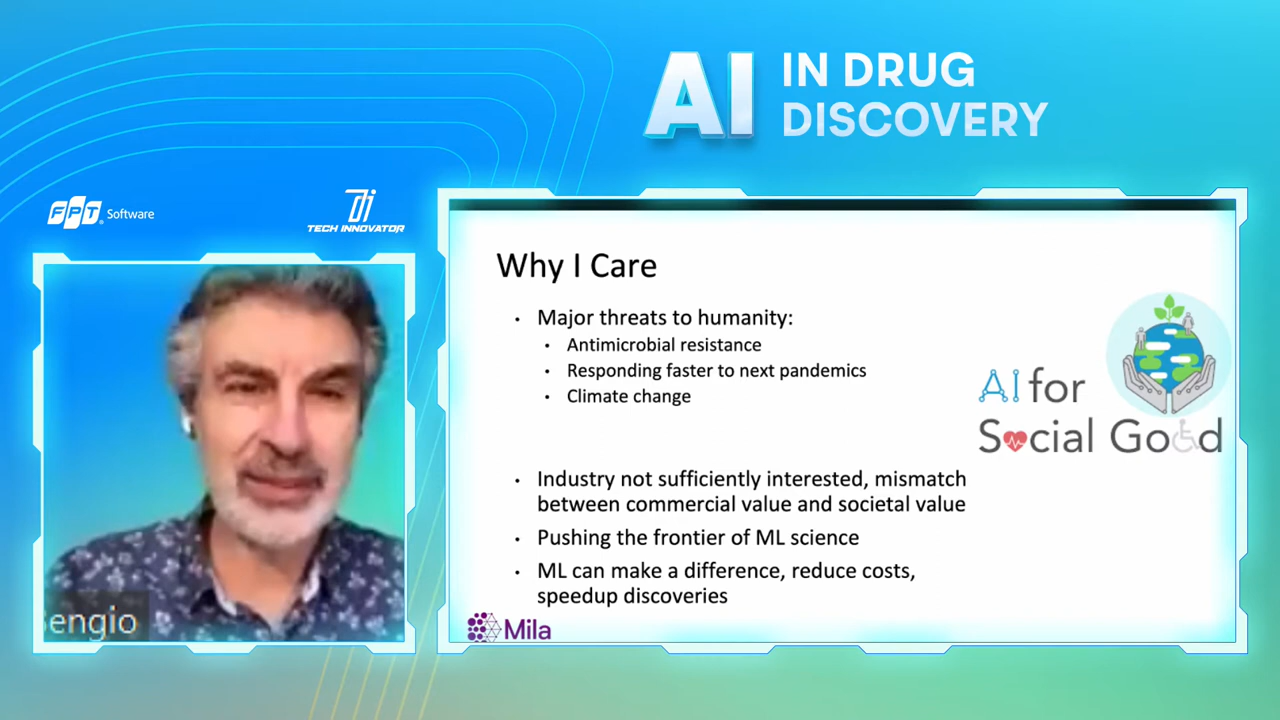 AI IN DRUG
DISCOVERY
FPT Software
TECH INNOVATOR
Why I Care
• Major threats to humanity:
• Antimicrobial resistance
• Responding faster to next pandemics
• Climate change
AI for
Social Good
• Industry not sufficiently interested, mismatch
between commercial value and societal value
• Pushing the frontier of ML science
• ML can make a difference, reduce costs,
speedup discoveries
Mila
engio